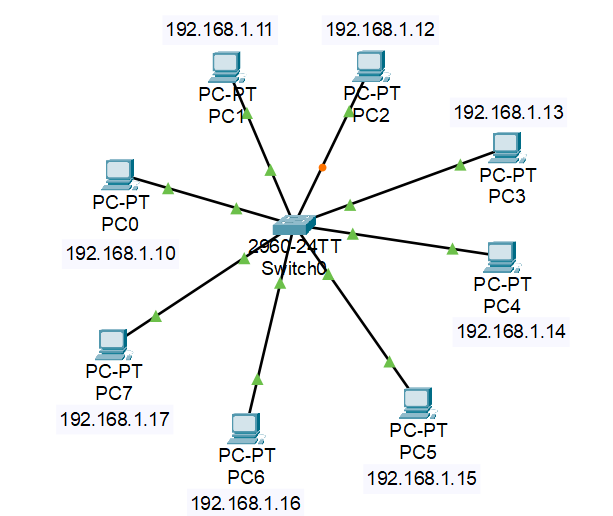 192.168.1.11
192.168.1.12
PC-PT
PC1
PC-PT
PC2
192.168.1.13
PC-PT
PC3
PC-PT
PC0
192.168.1.10
2960-24TT
Switch0
PC-PT
PC4
192.168.1.14
PC-PT
PC7
192.168.1.17
PC-PT
PC5
192.168.1.15
PC-PT
PC6
192.168.1.16